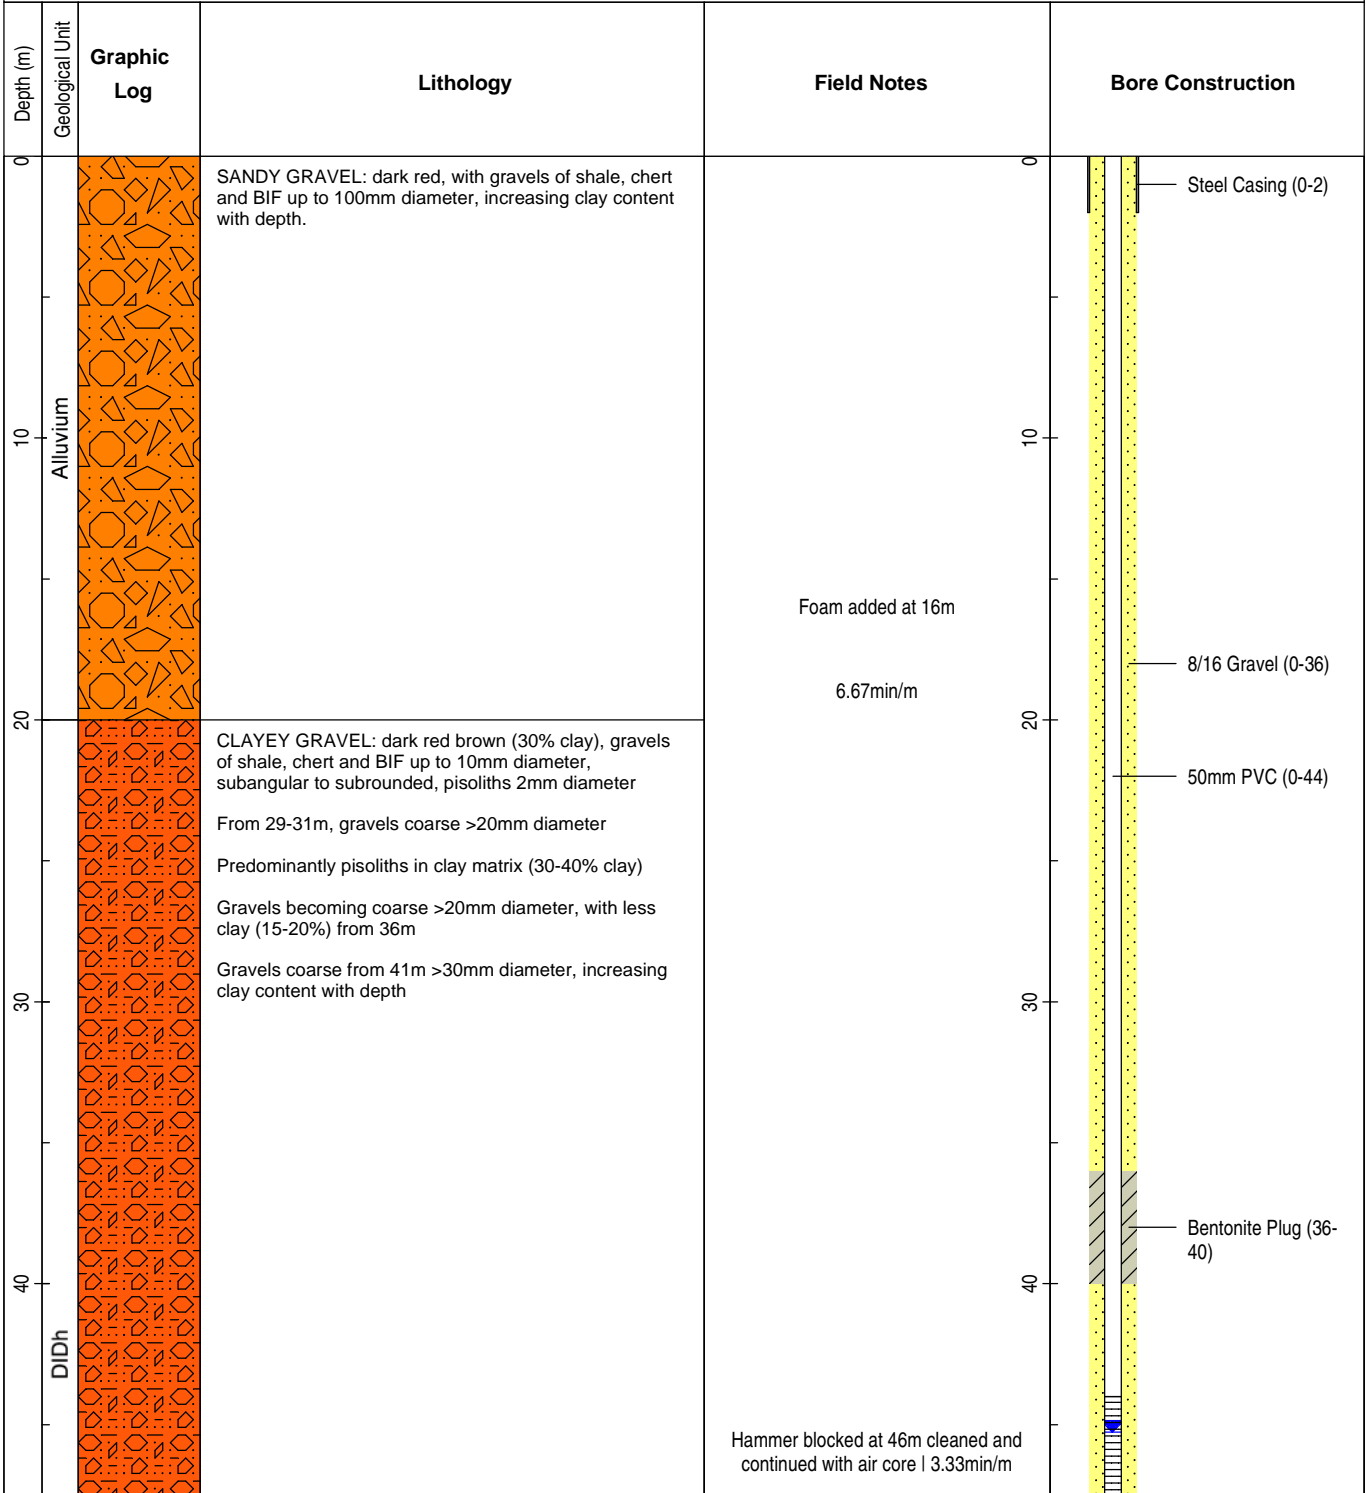 Depth (m)
Geological Unit
Graphic
Log
Lithology
Field Notes
Bore Construction
0
SANDY GRAVEL: dark red, with gravels of shale, chert
and BIF up to 100mm diameter, increasing clay content
with depth.
0
Steel Casing (0-2)
10
Alluvium
10
Foam added at 16m
8/16 Gravel (0-36)
6.67min/m
20
20
CLAYEY GRAVEL: dark red brown (30% clay), gravels
of shale, chert and BIF up to 10mm diameter,
subangular to subrounded, pisoliths 2mm diameter
50mm PVC (0-44)
From 29-31m, gravels coarse >20mm diameter
Predominantly pisoliths in clay matrix (30-40% clay)
Gravels becoming coarse >20mm diameter, with less
clay (15-20%) from 36m
Gravels coarse from 41m >30mm diameter, increasing
clay content with depth
30
30
Bentonite Plug (36-
40)
40
40
DIDh
Hammer blocked at 46m cleaned and
continued with air core | 3.33min/m